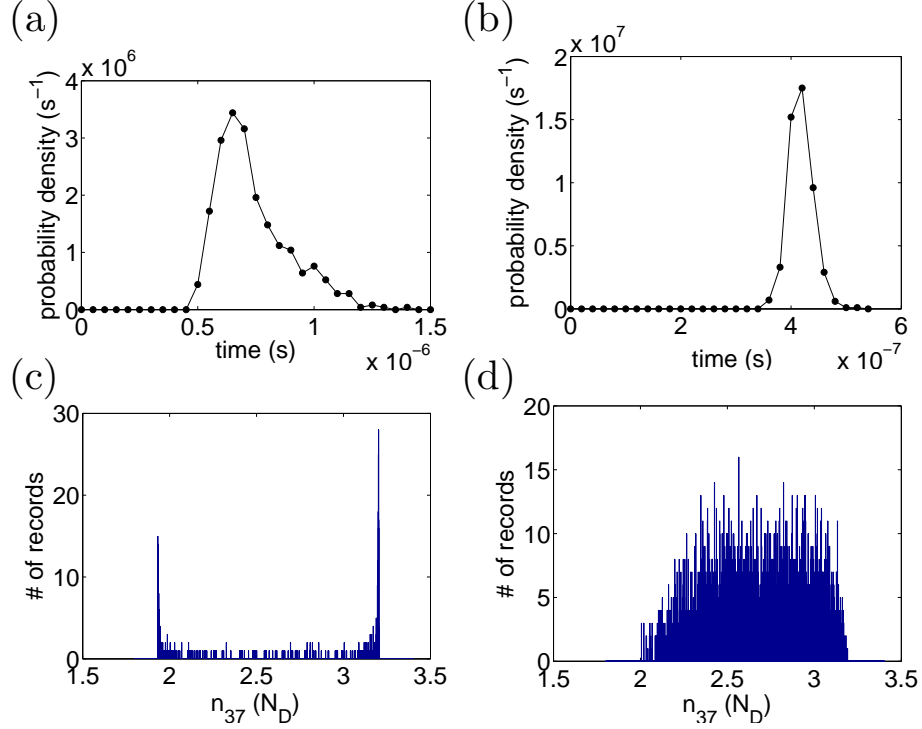 (a)
x 10^6
4
3
2
1
0
probability density (s^−1)
0 0.5 1 1.5
time (s)
x 10^−6
(b)
x 10^7
2
1.5
1
0.5
0
probability density (s^−1)
0 2 4 6
time (s)
x 10^−7
(c)
30
20
10
0
# of records
1.5 2 2.5 3 3.5
n_37 (N_D)
(d)
20
15
10
5
0
# of records
1.5 2 2.5 3 3.5
n_37 (N_D)